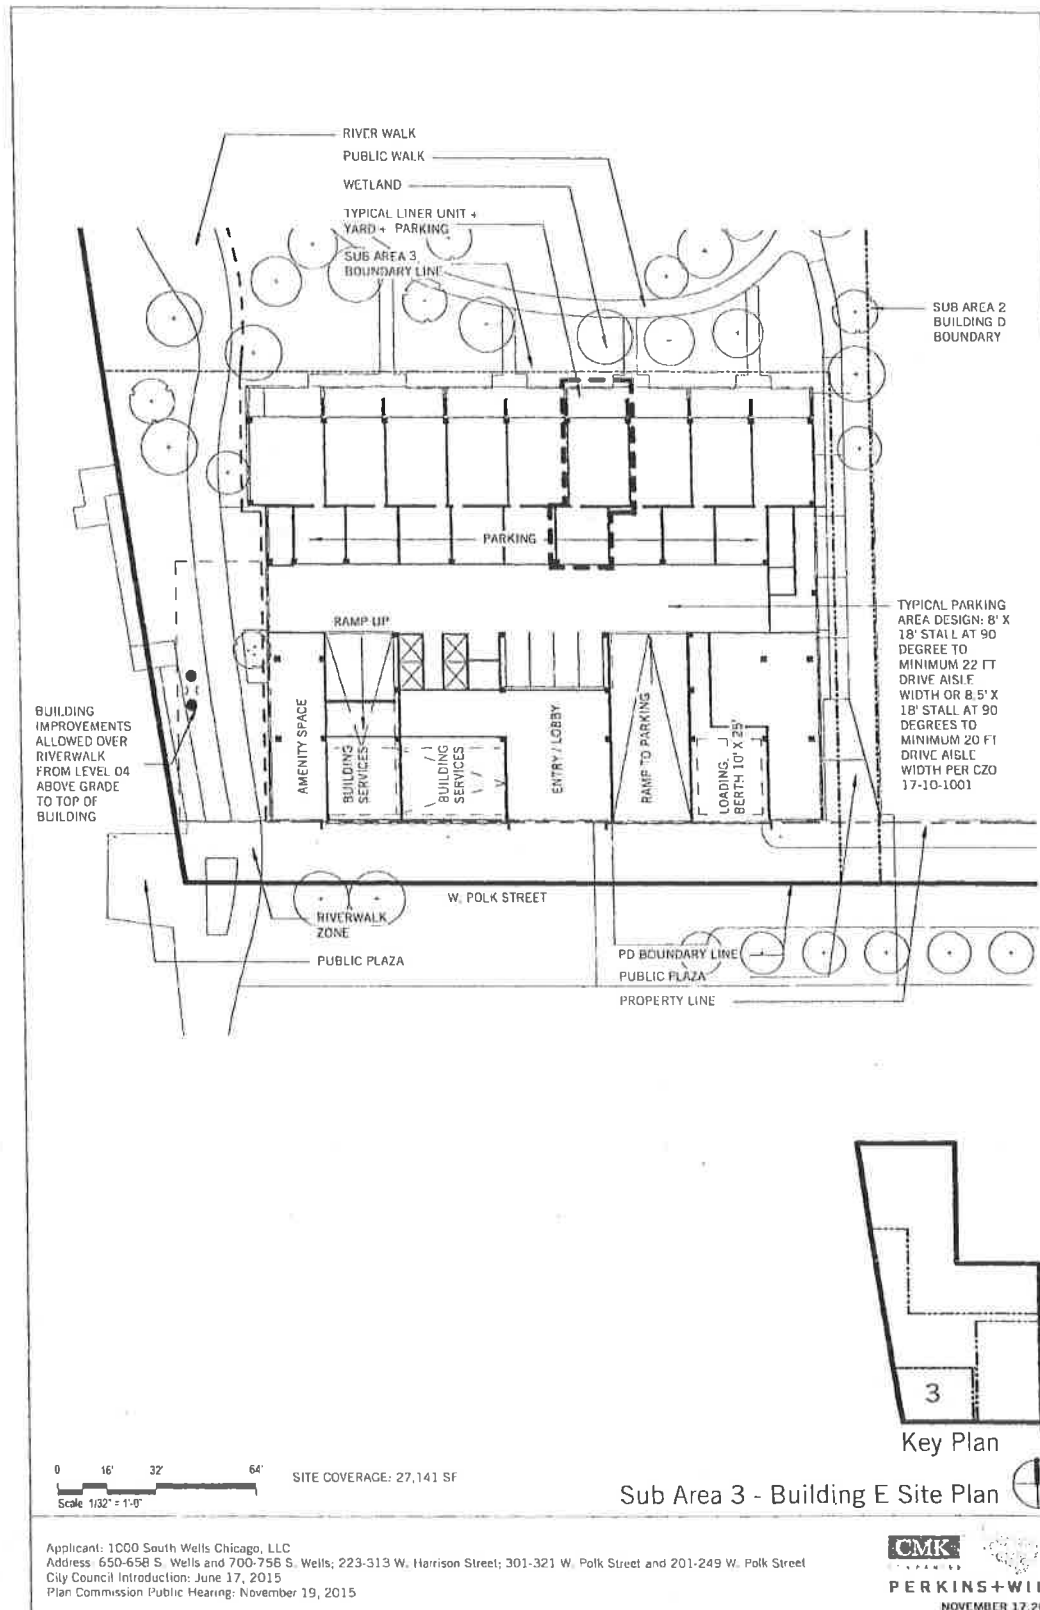 RIVER WALK
PUBLIC WALK
WETLAND
TYPICAL LINER UNIT +
YARD + PARKING
SUB AREA 3
BOUNDARY LINE
SUB AREA 2
BUILDING D
BOUNDARY
PARKING
RAMP UP
TYPICAL PARKING
AREA DESIGN: 8' X
18' STALL AT 90
DEGREE TO
MINIMUM 22 FT
DRIVE AISLE
WIDTH OR 8.5' X
18' STALL AT 90
DEGREES TO
MINIMUM 20 FT
DRIVE AISLE
WIDTH PER CZO
17-10-1001
BUILDING
IMPROVEMENTS
ALLOWED OVER
RIVERWALK
FROM LEVEL 04
ABOVE GRADE
TO TOP OF
BUILDING
AMENITY SPACE
BUILDING
SERVICES
BUILDING
SERVICES
ENTRY / LOBBY
RAMP TO PARKING
LOADING,
BERTH 10' X 25'
W. POLK STREET
RIVERWALK
ZONE
PUBLIC PLAZA
PD BOUNDARY LINE
PUBLIC PLAZA
PROPERTY LINE
3
Key Plan
0 16' 32' 64'
Scale 1/32" = 1'-0"
SITE COVERAGE: 27,141 SF
Sub Area 3 - Building E Site Plan
Applicant: 1000 South Wells Chicago, LLC
Address: 650-658 S. Wells and 700-756 S. Wells; 223-313 W. Harrison Street; 301-321 W. Polk Street and 201-249 W. Polk Street
City Council Introduction: June 17, 2015
Plan Commission Public Hearing: November 19, 2015
CMK
PERKINS+WIL
NOVEMBER 17,20